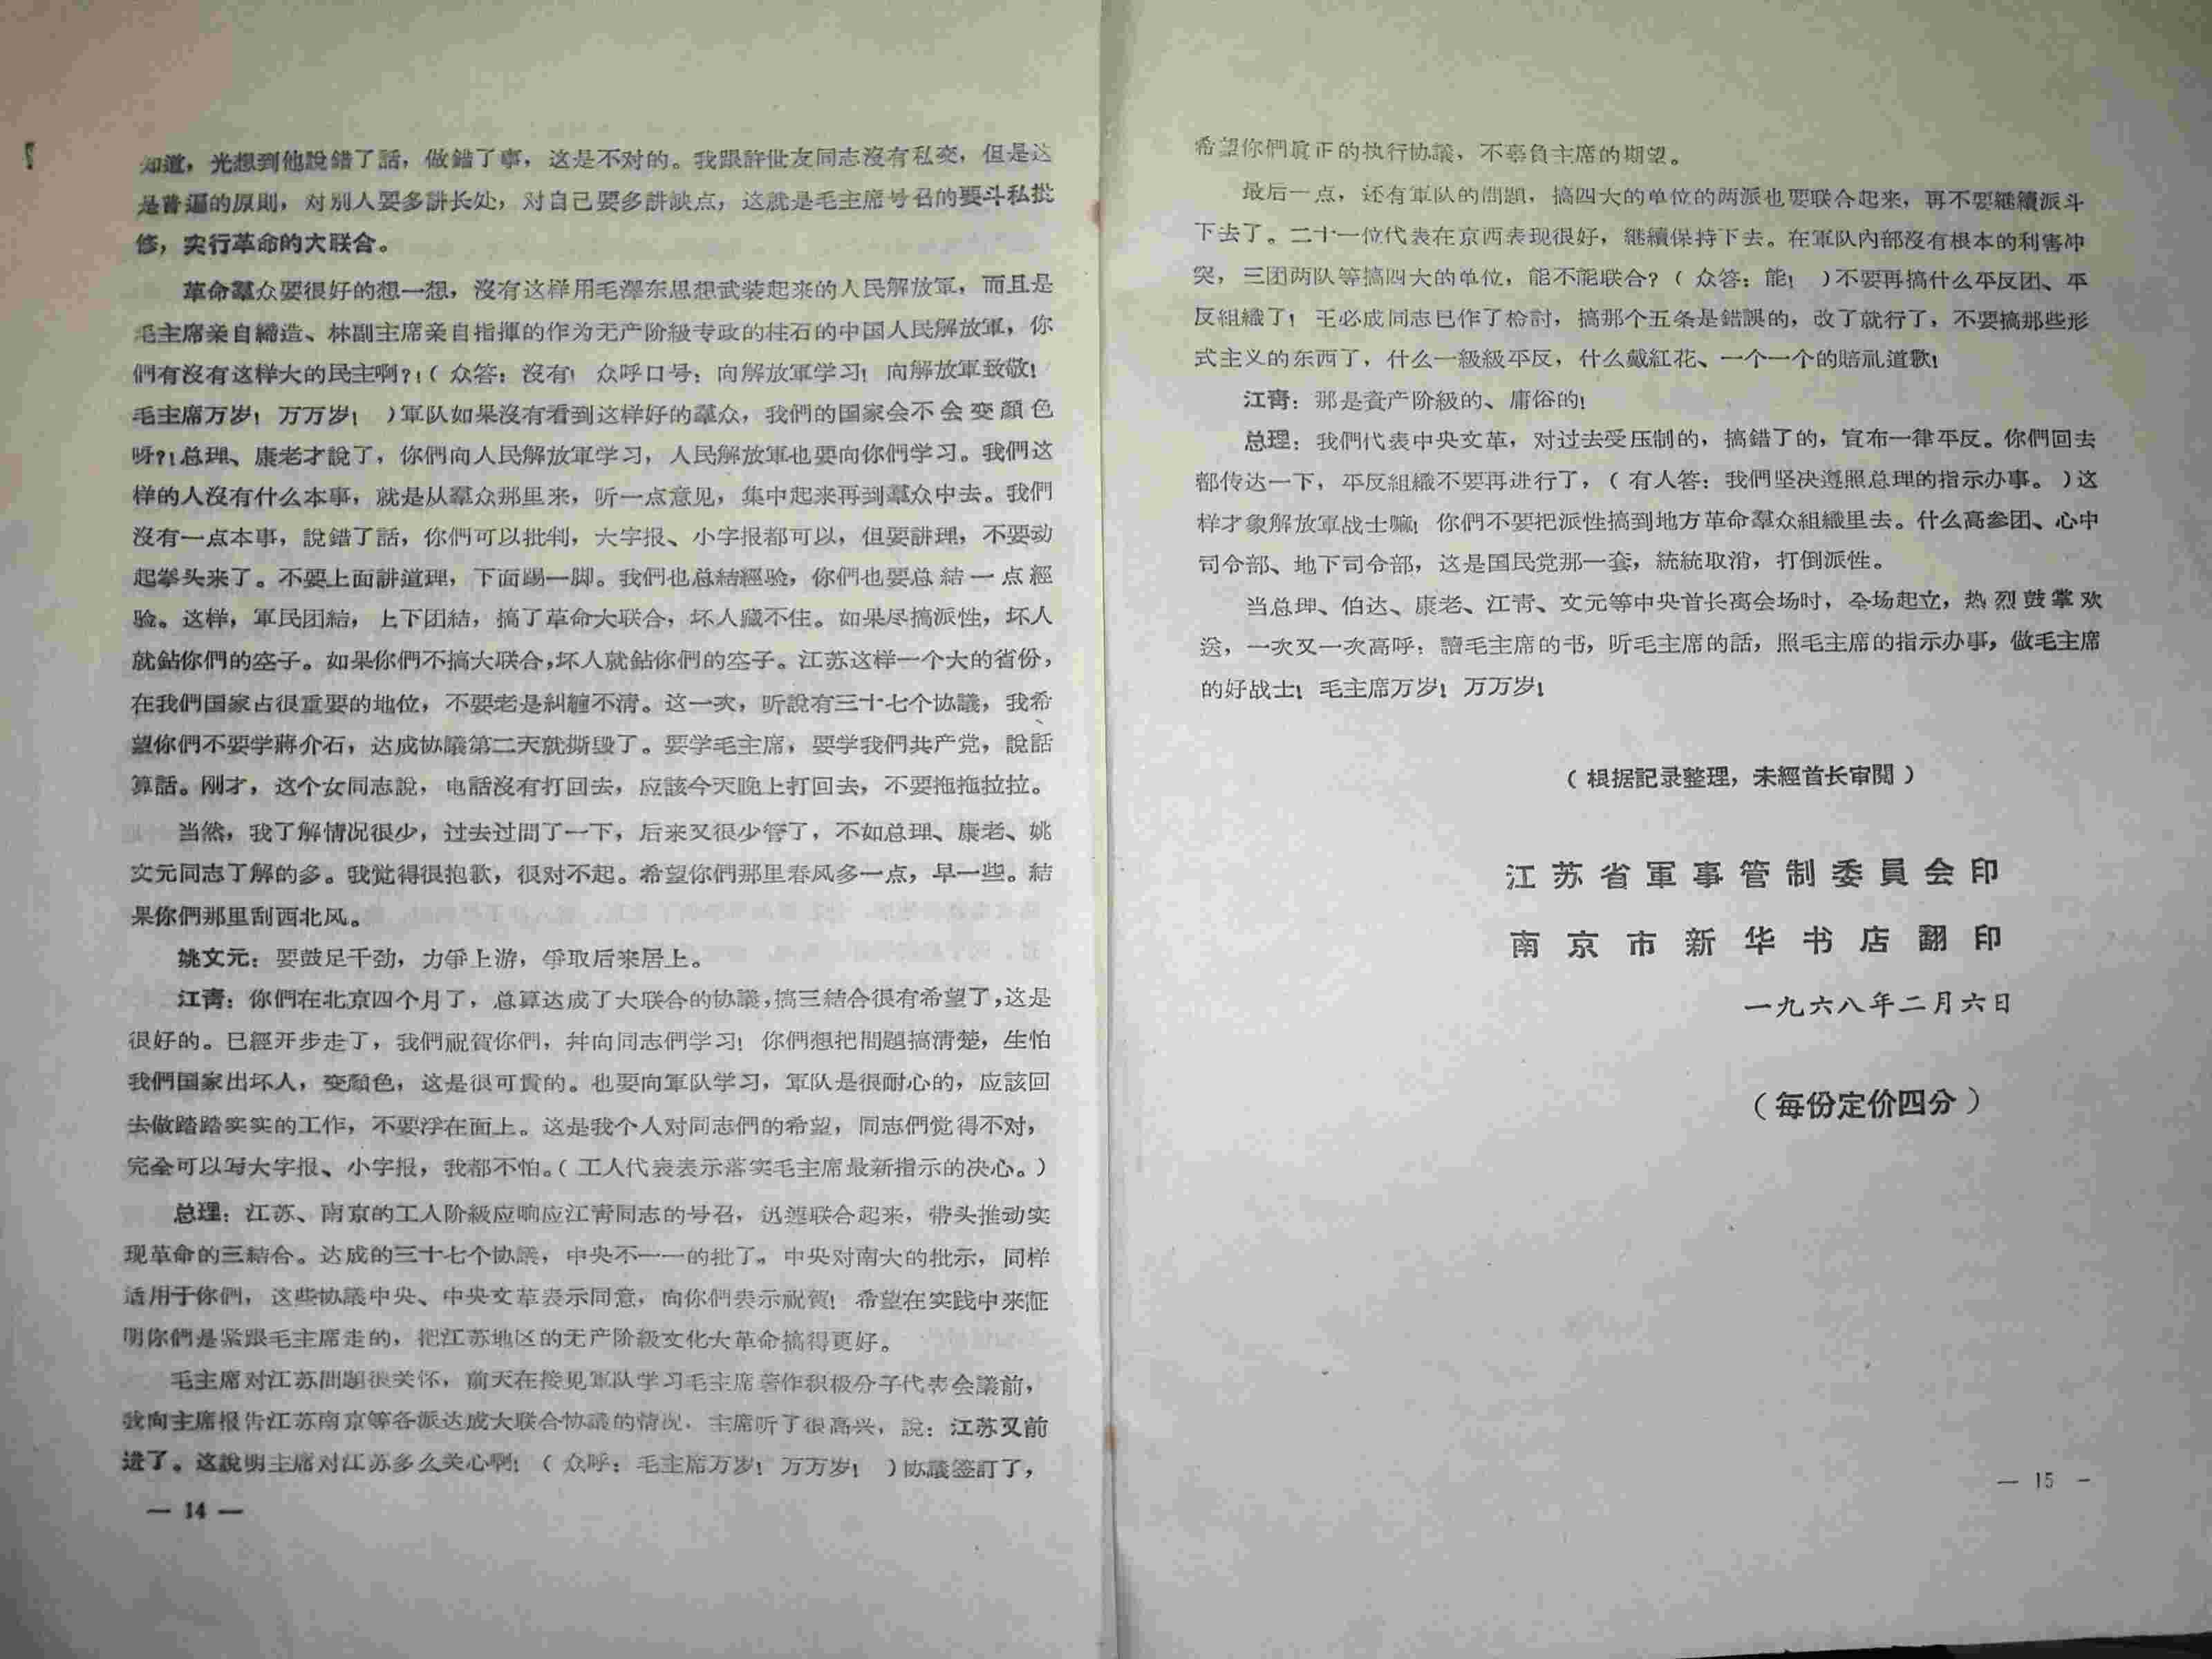 知道，光想到他說錯了話，做錯了事，这是不对的。我跟許世友同志沒有私交，但是这
是普遍的原則，对别人要多講长处，对自己要多講缺点，这就是毛主席号召的要斗私批
修，实行革命的大联合。
革命羣众要很好的想一想，沒有这样用毛澤东思想武装起来的人民解放軍，而且是
毛主席亲自締造、林副主席亲自指揮的作为无产阶級专政的柱石的中国人民解放軍，你
們有沒有这样大的民主啊?!（众答：沒有！众呼口号：向解放軍学习！向解放軍致敬！
毛主席万岁！万万岁！）軍队如果沒有看到这样好的羣众，我們的国家会不会变顏色
呀?!总理、康老才說了，你們向人民解放軍学习，人民解放軍也要向你們学习。我們这
样的人沒有什么本事，就是从羣众那里来，听一点意見，集中起来再到羣众中去。我們
沒有一点本事，說錯了話，你們可以批判，大字报、小字报都可以，但要講理，不要动
起拳头来了。不要上面講道理，下面踢一脚。我們也总結經验，你們也要总結一点經
验。这样，軍民团結，上下团結，搞了革命大联合，坏人藏不住。如果尽搞派性，坏人
就鉆你們的空子。如果你們不搞大联合，坏人就鉆你們的空子。江苏这样一个大的省份，
在我們国家占很重要的地位，不要老是糾纏不清。这一次，听說有三十七个协議，我希
望你們不要学蔣介石，达成协議第二天就撕毁了。要学毛主席，要学我們共产党，說話
算話。刚才，这个女同志說，电話沒有打回去，应該今天晚上打回去，不要拖拖拉拉。
当然，我了解情况很少，过去过問了一下，后来又很少管了，不如总理、康老、姚
文元同志了解的多。我觉得很抱歉，很对不起。希望你們那里春风多一点，早一些。結
果你們那里刮西北风。
姚文元：要鼓足干劲，力爭上游，爭取后来居上。
江青：你們在北京四个月了，总算达成了大联合的协議，搞三結合很有希望了，这是
很好的。已經开步走了，我們祝賀你們，幷向同志們学习！你們想把問題搞清楚，生怕
我們国家出坏人，变顏色，这是很可貴的。也要向軍队学习，軍队是很耐心的，应該回
去做踏踏实实的工作，不要浮在面上。这是我个人对同志們的希望，同志們觉得不对，
完全可以写大字报、小字报，我都不怕。（工人代表表示落实毛主席最新指示的决心。）
总理：江苏、南京的工人阶級应响应江青同志的号召，迅速联合起来，带头推动实
现革命的三結合。达成的三十七个协議，中央不一一的批了。中央对南大的批示，同样
适用于你們，这些协議中央、中央文革表示同意，向你們表示祝賀！希望在实践中来証
明你們是紧跟毛主席走的，把江苏地区的无产阶級文化大革命搞得更好。
毛主席对江苏問題很关怀，前天在接见軍队学习毛主席著作积极分子代表会議前，
我向主席报告江苏南京等各派达成大联合协議的情况，主席听了很高兴，說：江苏又前
进了。这說明主席对江苏多么关心啊！（众呼：毛主席万岁！万万岁！）协議签訂了，
— 14 —
希望你們眞正的执行协議，不辜負主席的期望。
最后一点，还有軍队的問題，搞四大的单位的两派也要联合起来，再不要継續派斗
下去了。二十一位代表在京西表现很好，継續保持下去。在軍队內部沒有根本的利害冲
突，三团两队等搞四大的单位，能不能联合？（众答：能！）不要再搞什么平反团、平
反組織了！王必成同志已作了检討，搞那个五条是錯誤的，改了就行了，不要搞那些形
式主义的东西了，什么一級級平反，什么戴紅花、一个一个的賠礼道歉！
江青：那是資产阶級的、庸俗的！
总理：我們代表中央文革，对过去受压制的，搞錯了的，宣布一律平反。你們回去
都传达一下，平反組織不要再进行了，（有人答：我們坚决遵照总理的指示办事。）这
样才象解放軍战士嘛！你們不要把派性搞到地方革命羣众組織里去。什么高参团、心中
司令部、地下司令部，这是国民党那一套，統統取消，打倒派性。
当总理、伯达、康老、江青、文元等中央首长离会场时，全场起立，热烈鼓掌欢
送，一次又一次高呼：讀毛主席的书，听毛主席的話，照毛主席的指示办事，做毛主席
的好战士！毛主席万岁！万万岁！
（根据記录整理，未經首长审閱）
江苏省軍事管制委員会印
南京市新华书店翻印
一九六八年二月六日
（每份定价四分）
— 15 —